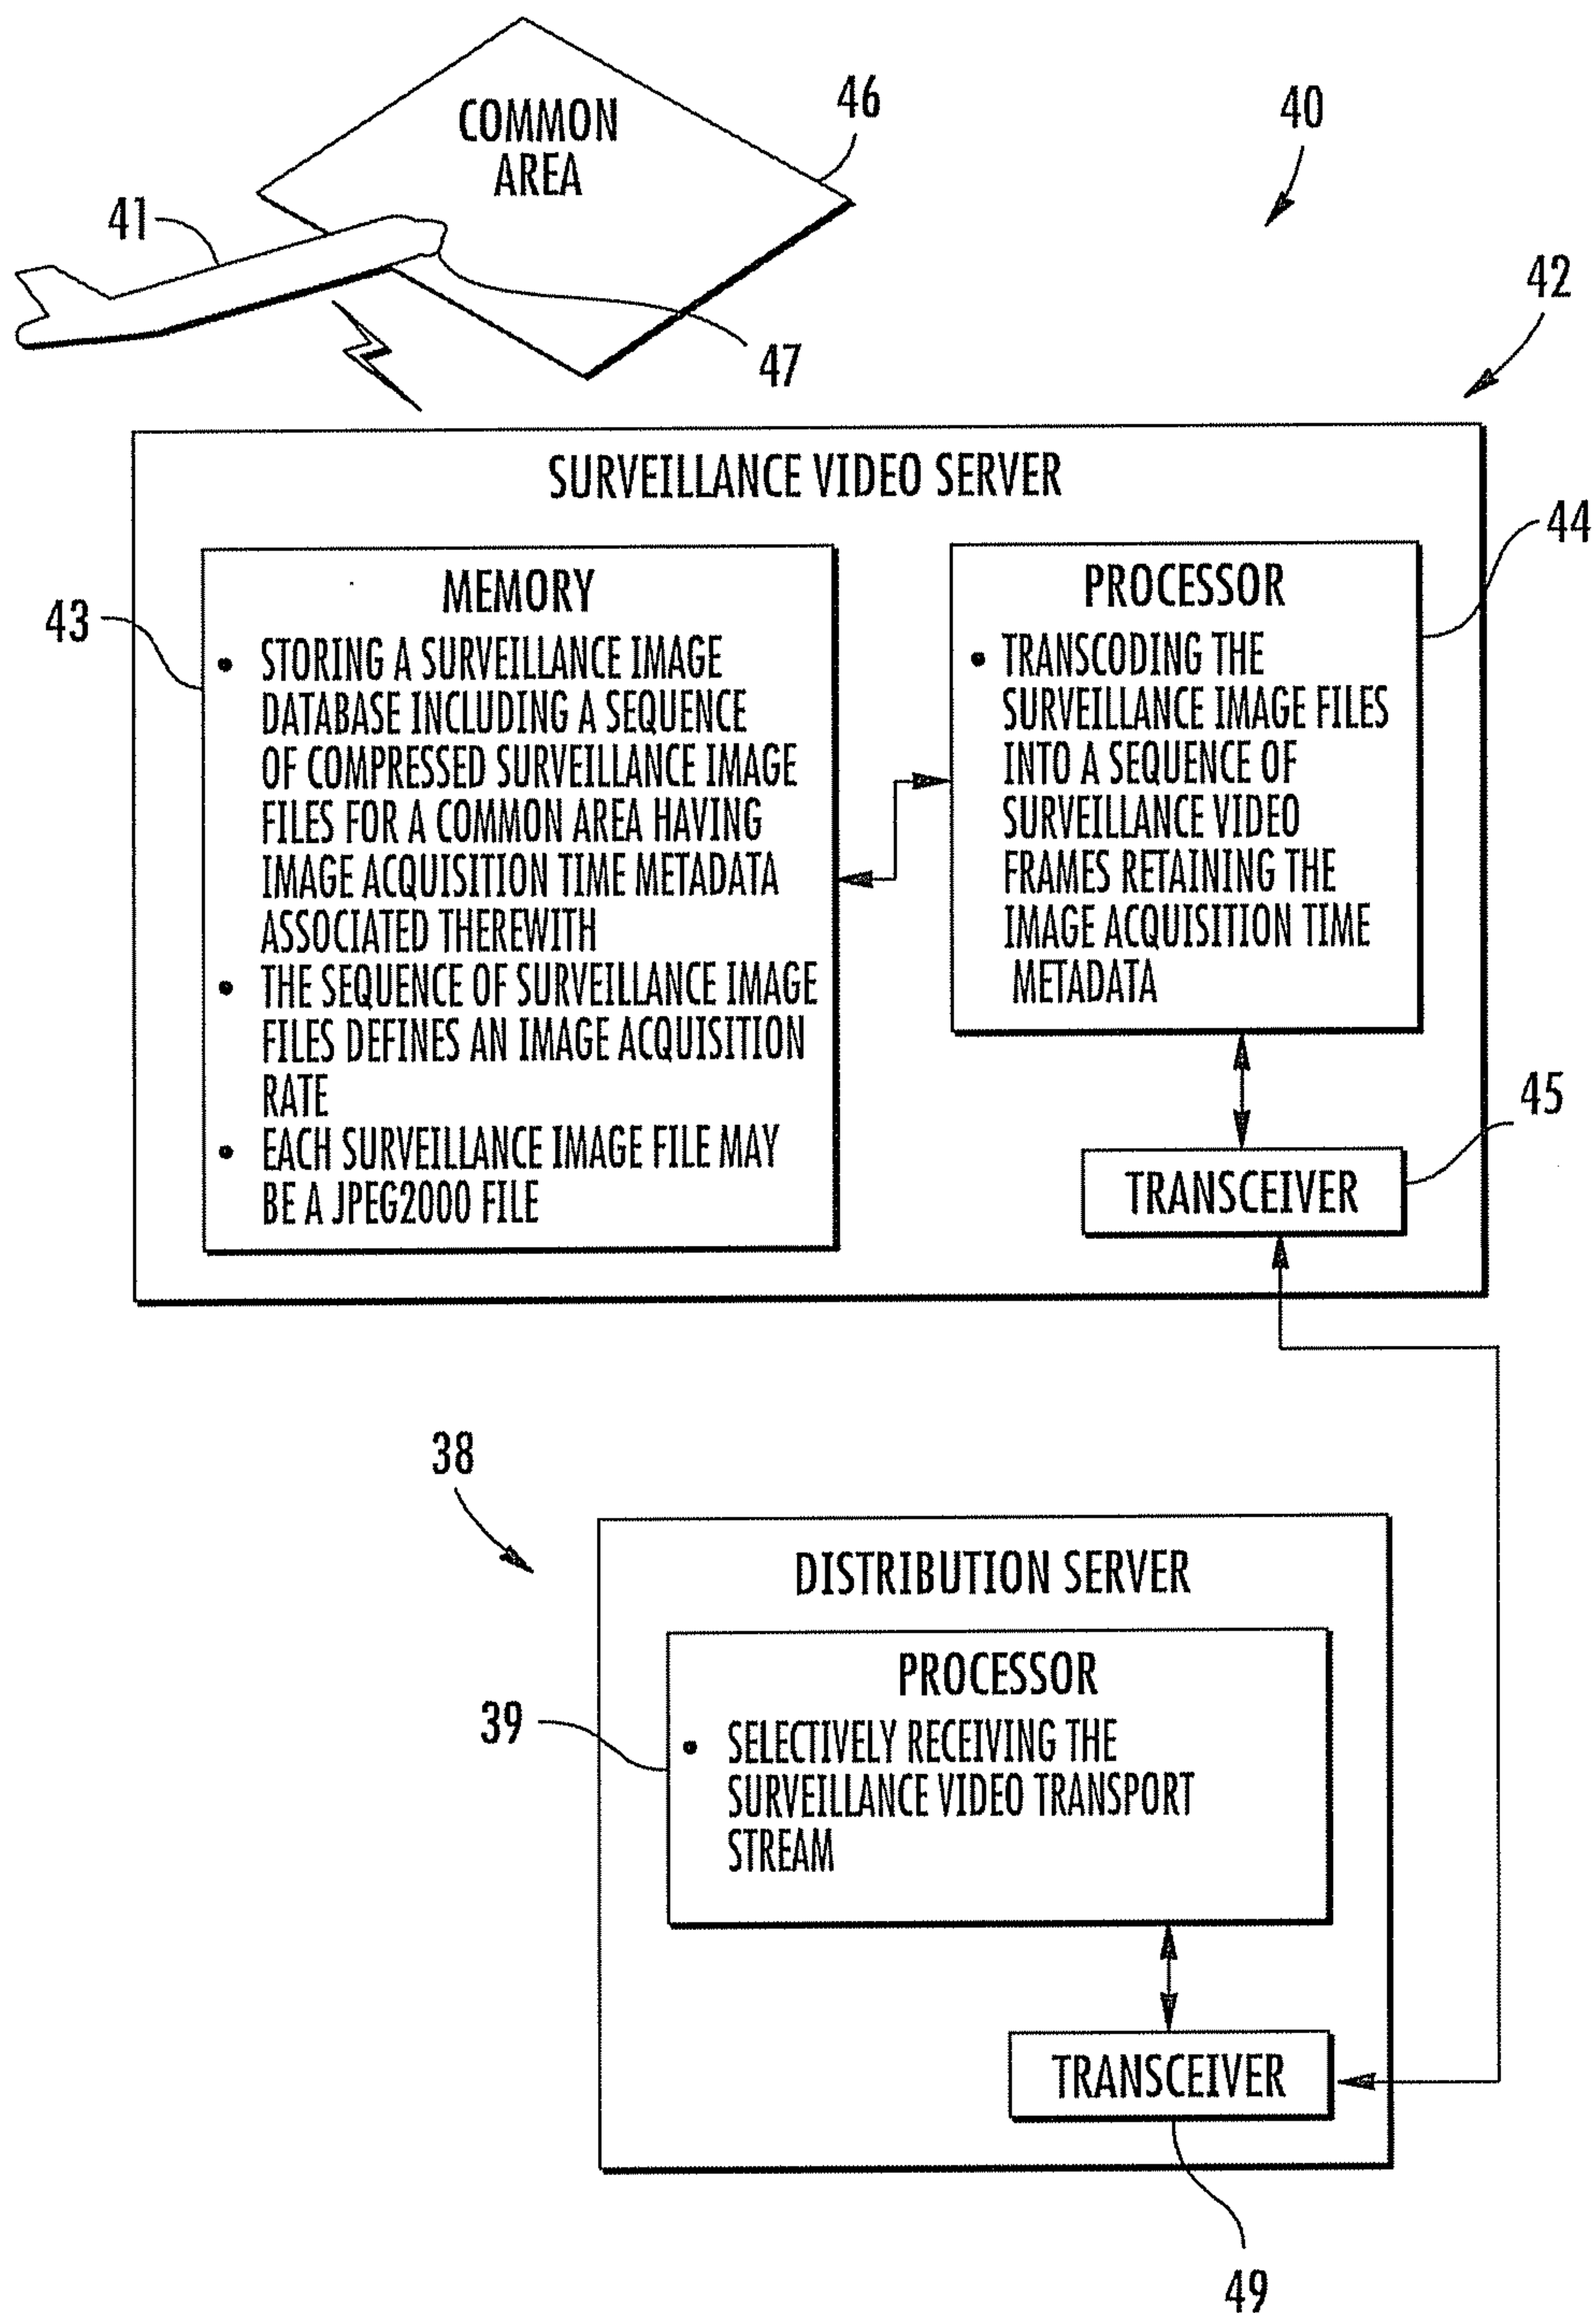 COMMON
AREA
46
40
41
42
47
SURVEILLANCE VIDEO SERVER
44
43
MEMORY
• STORING A SURVEILLANCE IMAGE
DATABASE INCLUDING A SEQUENCE
OF COMPRESSED SURVEILLANCE IMAGE
FILES FOR A COMMON AREA HAVING
IMAGE ACQUISITION TIME METADATA
ASSOCIATED THEREWITH
• THE SEQUENCE OF SURVEILLANCE IMAGE
FILES DEFINES AN IMAGE ACQUISITION
RATE
• EACH SURVEILLANCE IMAGE FILE MAY
BE A JPEG2000 FILE
PROCESSOR
• TRANSCODING THE
SURVEILLANCE IMAGE FILES
INTO A SEQUENCE OF
SURVEILLANCE VIDEO
FRAMES RETAINING THE
IMAGE ACQUISITION TIME
METADATA
45
TRANSCEIVER
38
DISTRIBUTION SERVER
PROCESSOR
39
• SELECTIVELY RECEIVING THE
SURVEILLANCE VIDEO TRANSPORT
STREAM
TRANSCEIVER
49